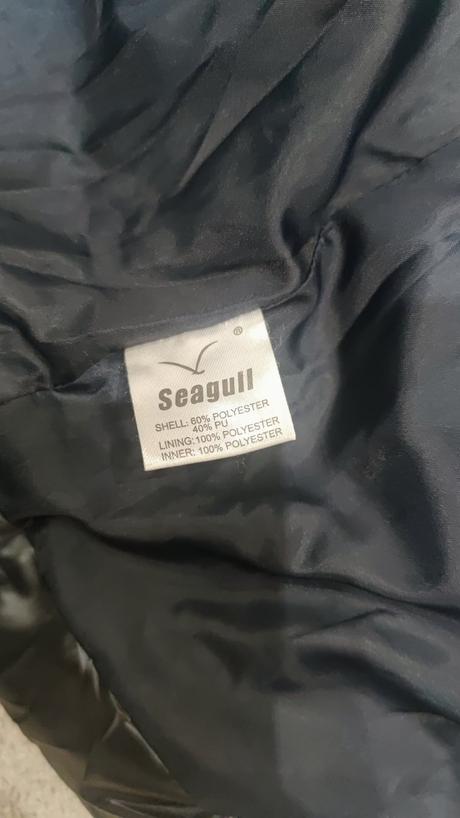 ®
Seagull
SHELL: 60% POLYESTER
40% PU
LINING: 100% POLYESTER
INNER: 100% POLYESTER